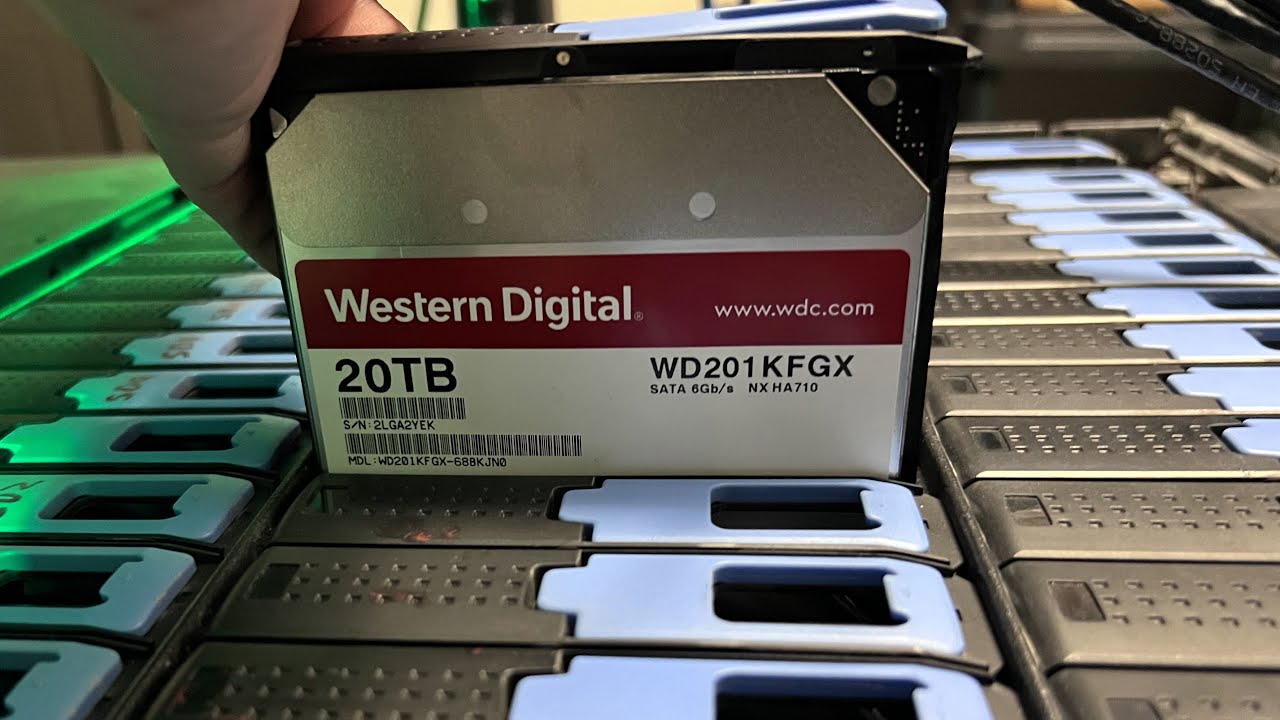 Western Digital®
www.wdc.com
20TB
WD201KFGX
SATA 6Gb/s NX HA710
S/N:2LGA2YEK
MDL:WD201KFGX-68BKJN0